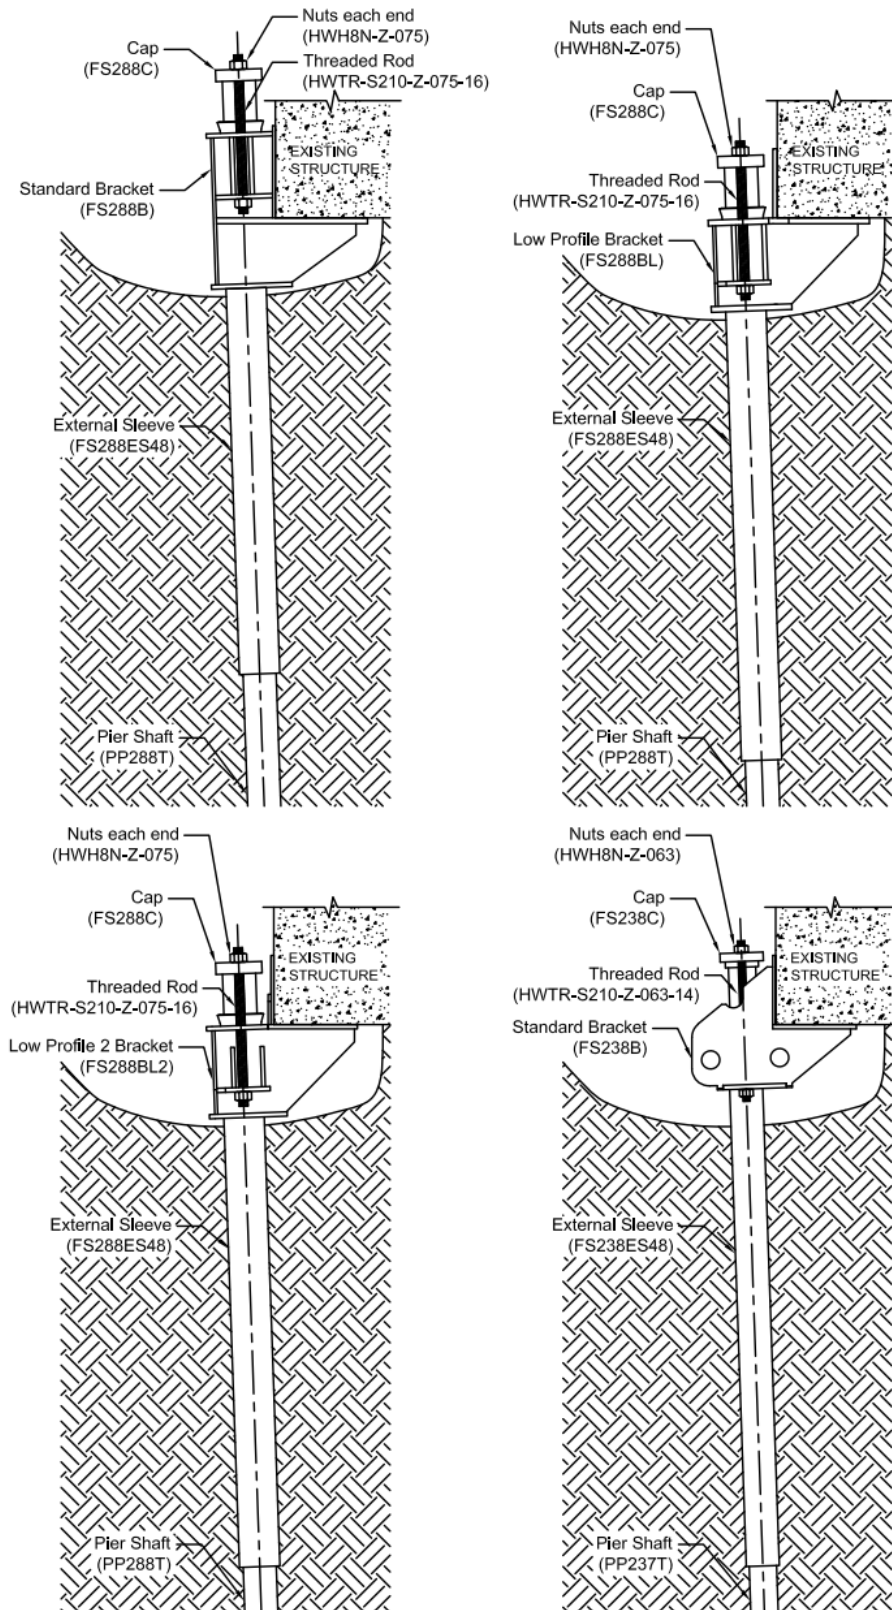 Nuts each end
(HWH8N-Z-075)
Cap
(FS288C)
Threaded Rod
(HWTR-S210-Z-075-16)
EXISTING
STRUCTURE
Standard Bracket
(FS288B)
External Sleeve
(FS288ES48)
Pier Shaft
(PP288T)
Nuts each end
(HWH8N-Z-075)
Cap
(FS288C)
EXISTING
STRUCTURE
Threaded Rod
(HWTR-S210-Z-075-16)
Low Profile Bracket
(FS288BL)
External Sleeve
(FS288ES48)
Pier Shaft
(PP288T)
Nuts each end
(HWH8N-Z-075)
Cap
(FS288C)
EXISTING
STRUCTURE
Threaded Rod
(HWTR-S210-Z-075-16)
Low Profile 2 Bracket
(FS288BL2)
External Sleeve
(FS288ES48)
Pier Shaft
(PP288T)
Nuts each end
(HWH8N-Z-063)
Cap
(FS238C)
EXISTING
STRUCTURE
Threaded Rod
(HWTR-S210-Z-063-14)
Standard Bracket
(FS238B)
External Sleeve
(FS238ES48)
Pier Shaft
(PP237T)